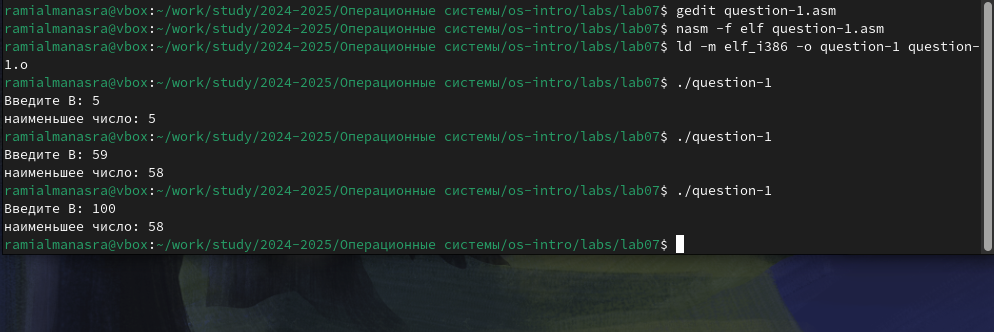 ramialmanasra@vbox:~/work/study/2024-2025/Операционные системы/os-intro/labs/lab07$ gedit question-1.asm
ramialmanasra@vbox:~/work/study/2024-2025/Операционные системы/os-intro/labs/lab07$ nasm -f elf question-1.asm
ramialmanasra@vbox:~/work/study/2024-2025/Операционные системы/os-intro/labs/lab07$ ld -m elf_i386 -o question-1 question-
1.o
ramialmanasra@vbox:~/work/study/2024-2025/Операционные системы/os-intro/labs/lab07$ ./question-1
Введите B: 5
наименьшее число: 5
ramialmanasra@vbox:~/work/study/2024-2025/Операционные системы/os-intro/labs/lab07$ ./question-1
Введите B: 59
наименьшее число: 58
ramialmanasra@vbox:~/work/study/2024-2025/Операционные системы/os-intro/labs/lab07$ ./question-1
Введите B: 100
наименьшее число: 58
ramialmanasra@vbox:~/work/study/2024-2025/Операционные системы/os-intro/labs/lab07$